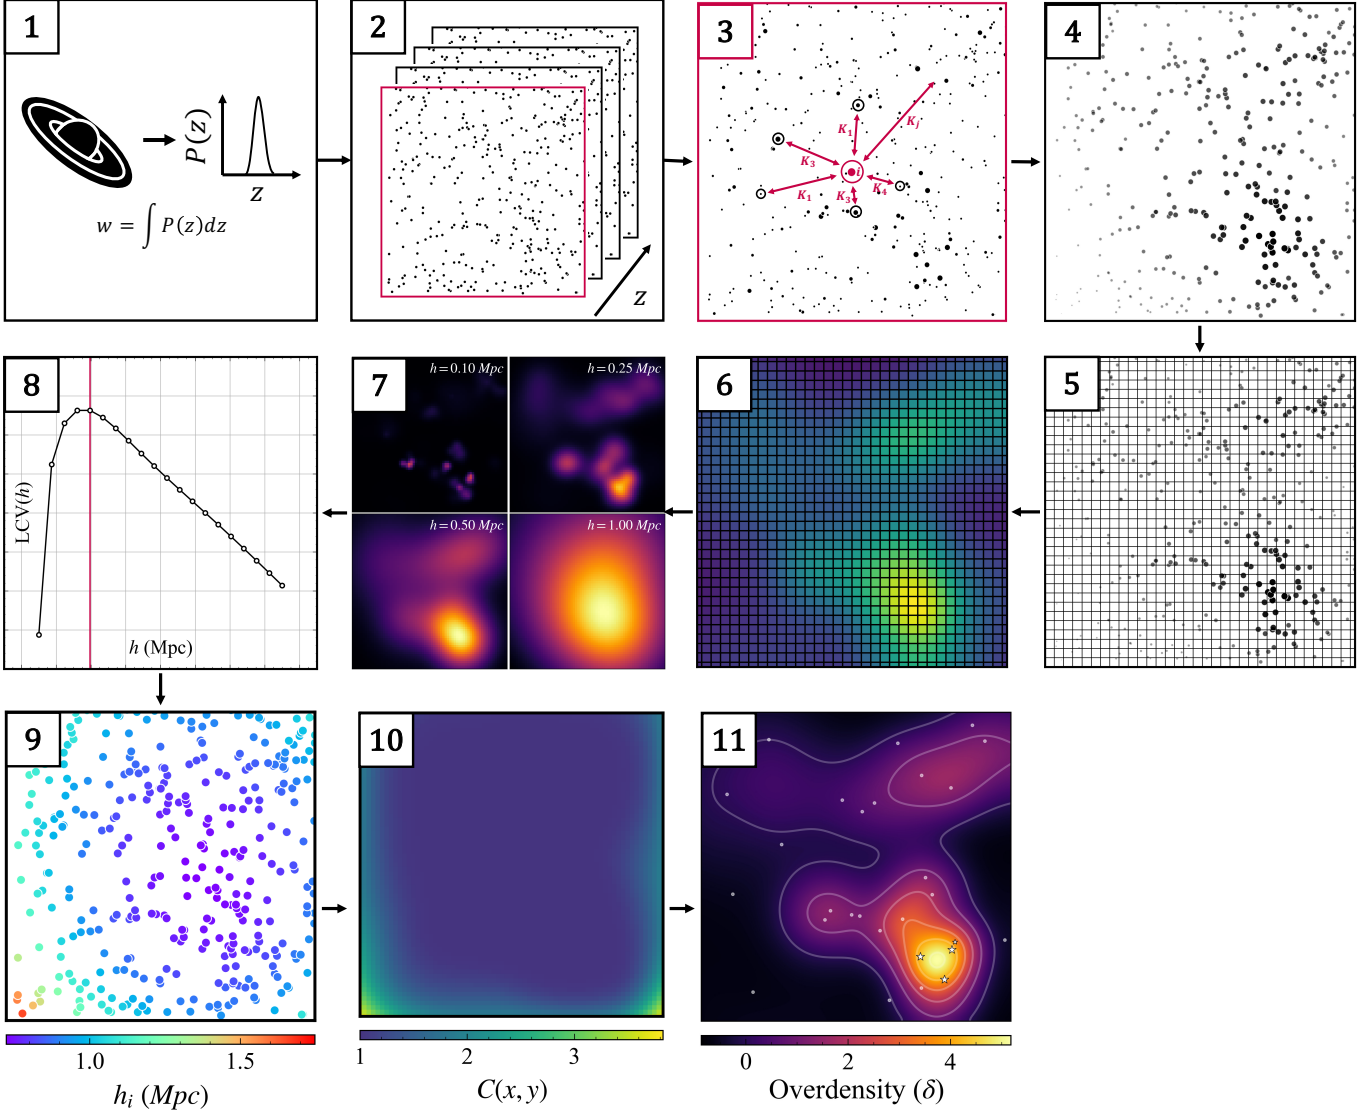 1
P(z)
z
w = ∫ P(z)dz
2
z
3
K₁
Kⱼ
K₃
i
K₁
K₃
K₄
4
8
LCV(h)
h (Mpc)
7
h = 0.10 Mpc
h = 0.25 Mpc
h = 0.50 Mpc
h = 1.00 Mpc
6
5
9
1.0
1.5
hᵢ (Mpc)
10
1
2
3
C(x, y)
11
0
2
4
Overdensity (δ)